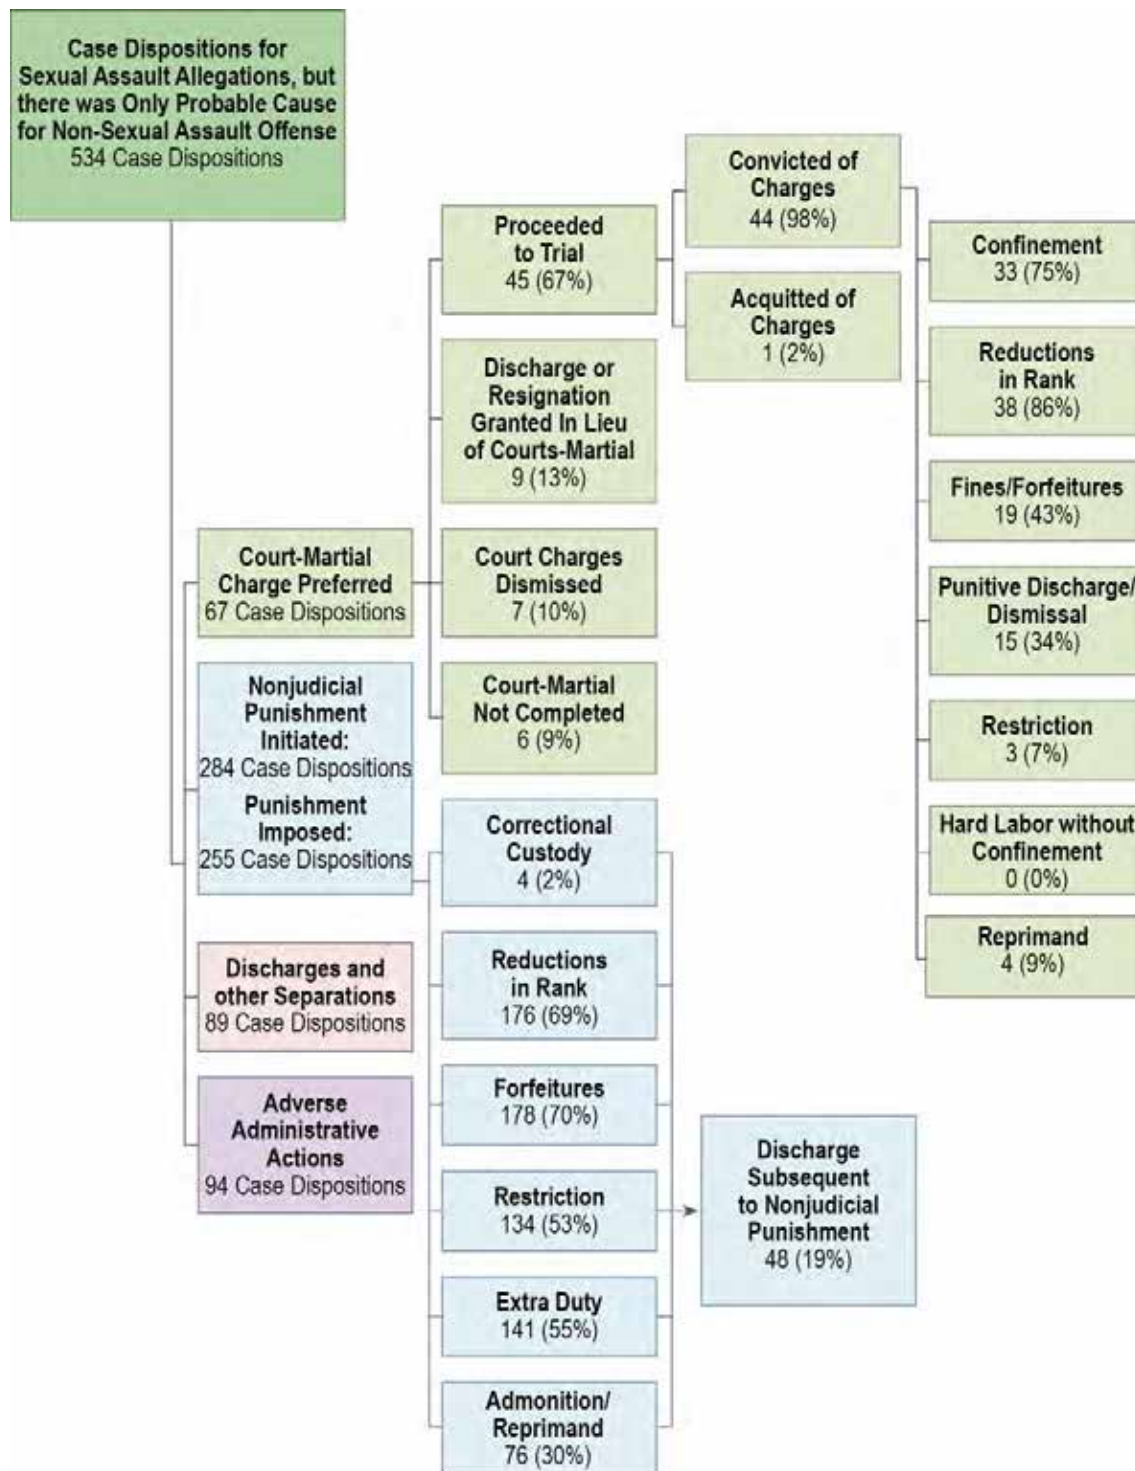 Case Dispositions for
Sexual Assault Allegations, but
there was Only Probable Cause
for Non-Sexual Assault Offense
534 Case Dispositions
Court-Martial
Charge Preferred
67 Case Dispositions
Nonjudicial
Punishment
Initiated:
284 Case Dispositions
Punishment
Imposed:
255 Case Dispositions
Discharges and
other Separations
89 Case Dispositions
Adverse
Administrative
Actions
94 Case Dispositions
Proceeded
to Trial
45 (67%)
Discharge or
Resignation
Granted In Lieu
of Courts-Martial
9 (13%)
Court Charges
Dismissed
7 (10%)
Court-Martial
Not Completed
6 (9%)
Correctional
Custody
4 (2%)
Reductions
in Rank
176 (69%)
Forfeitures
178 (70%)
Restriction
134 (53%)
Extra Duty
141 (55%)
Admonition/
Reprimand
76 (30%)
Convicted of
Charges
44 (98%)
Acquitted of
Charges
1 (2%)
Discharge
Subsequent
to Nonjudicial
Punishment
48 (19%)
Confinement
33 (75%)
Reductions
in Rank
38 (86%)
Fines/Forfeitures
19 (43%)
Punitive Discharge/
Dismissal
15 (34%)
Restriction
3 (7%)
Hard Labor without
Confinement
0 (0%)
Reprimand
4 (9%)